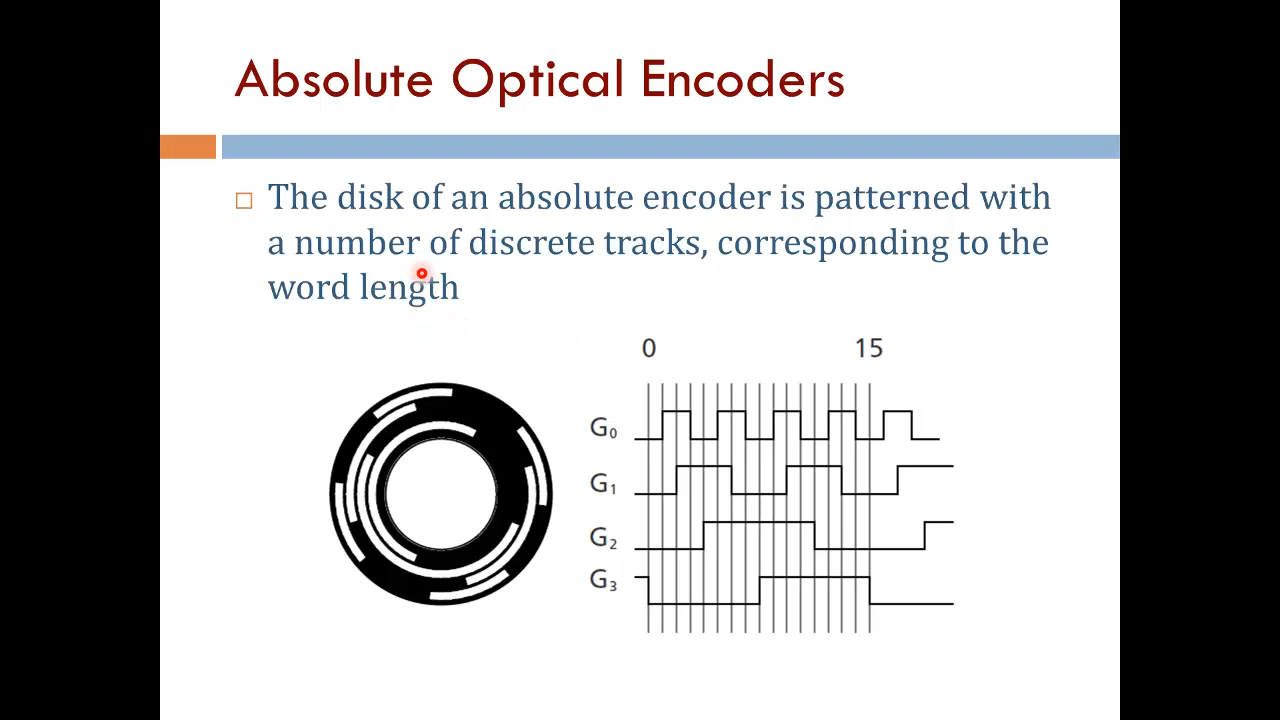 Absolute Optical Encoders
The disk of an absolute encoder is patterned with
a number of discrete tracks, corresponding to the
word length
0 15
G₀
G₁
G₂
G₃